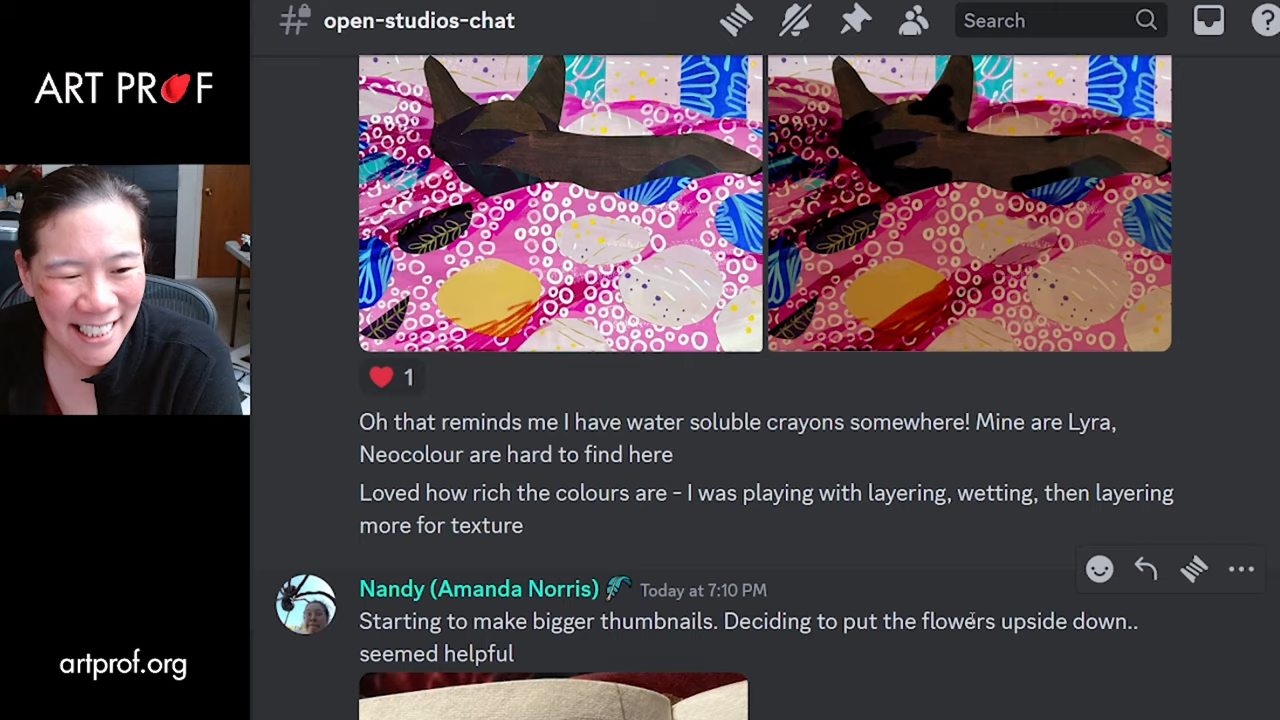 open-studios-chat
Search
ART PROF
1
Oh that reminds me I have water soluble crayons somewhere! Mine are Lyra,
Neocolour are hard to find here
Loved how rich the colours are - I was playing with layering, wetting, then layering
more for texture
Nandy (Amanda Norris) Today at 7:10 PM
Starting to make bigger thumbnails. Deciding to put the flowers upside down..
seemed helpful
artprof.org